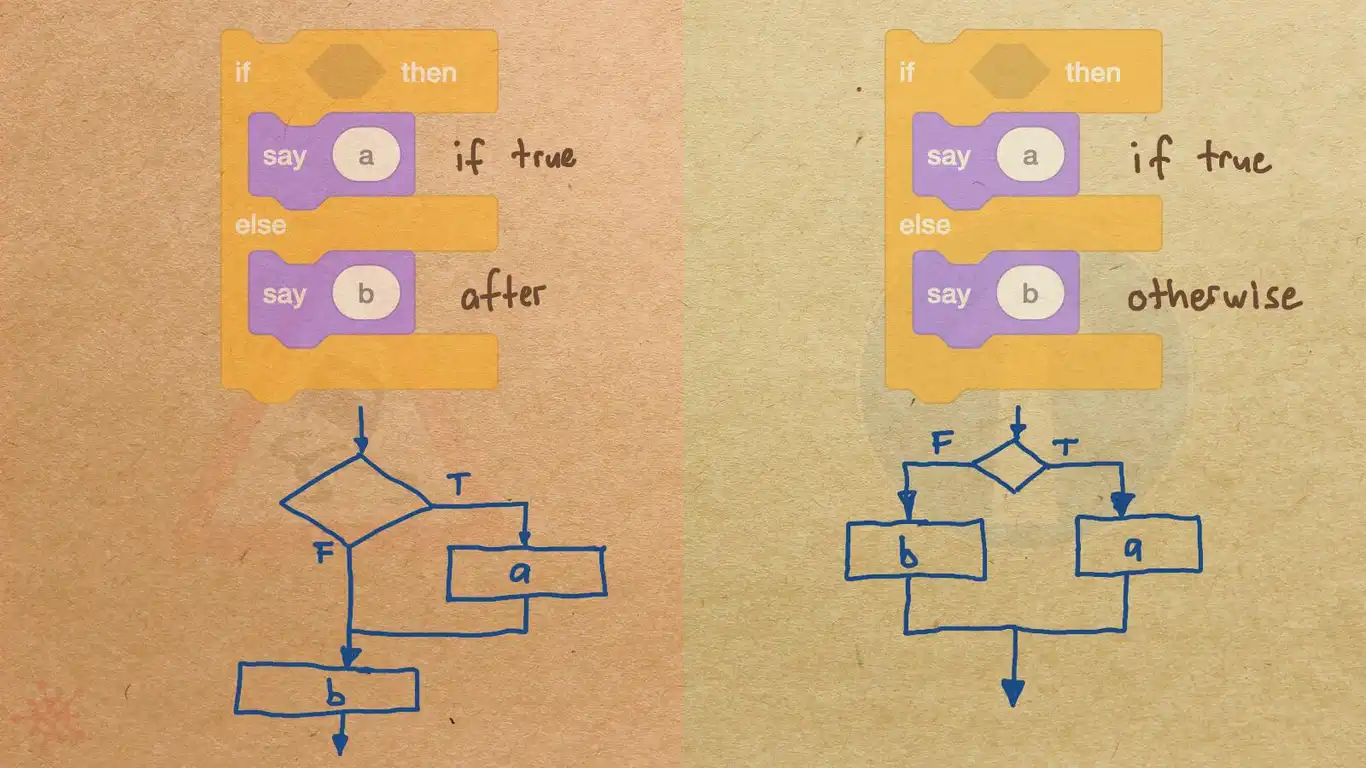 if then
say a if true
else
say b after
T
F
a
b
if then
say a if true
else
say b otherwise
F T
b a